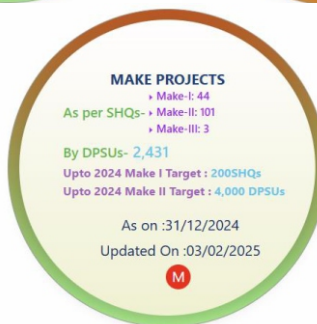 MAKE PROJECTS
▸ Make-I: 44
As per SHQs- ▸ Make-II: 101
▸ Make-III: 3
By DPSUs- 2,431
Upto 2024 Make I Target : 200SHQs
Upto 2024 Make II Target : 4,000 DPSUs
As on :31/12/2024
Updated On :03/02/2025
M